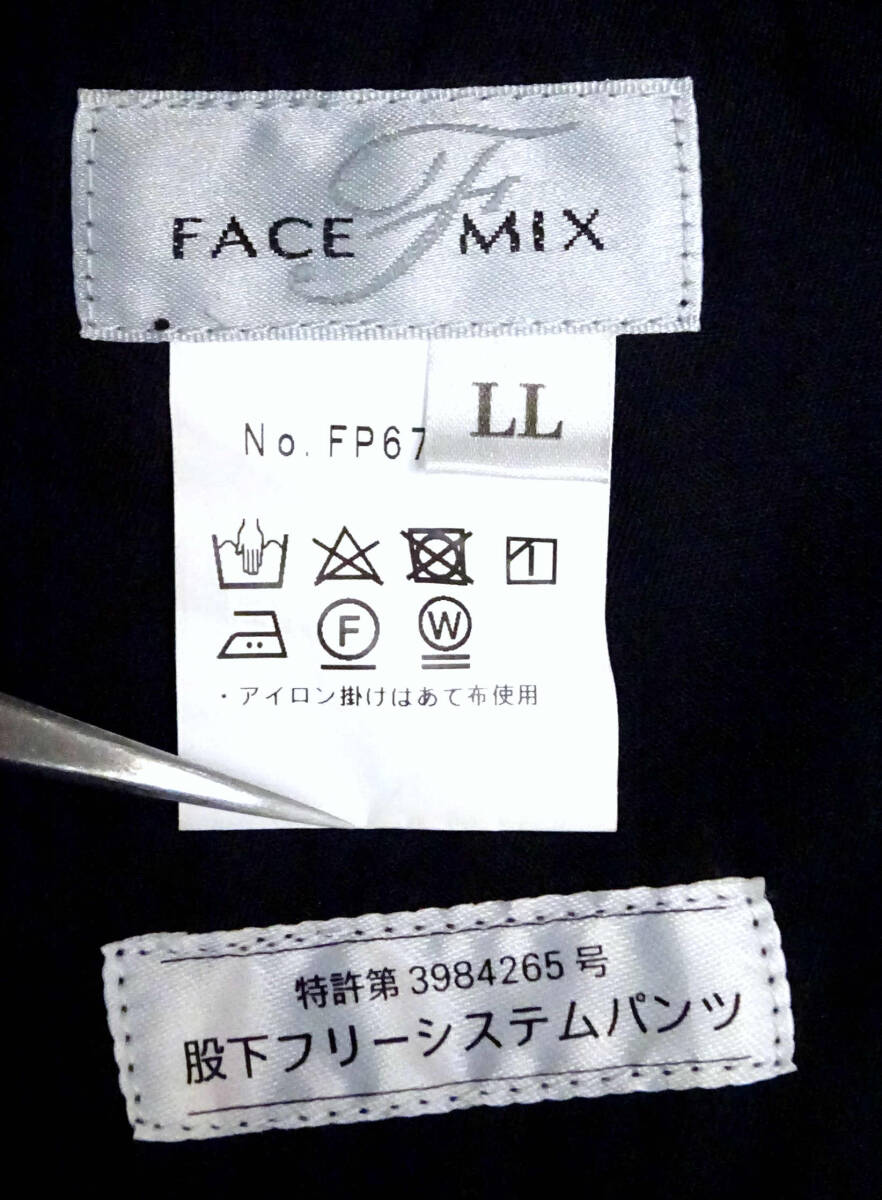 FACE MIX
LL
No. FP67
F W
・アイロン掛けはあて布使用
特許第3984265号
股下フリーシステムパンツ